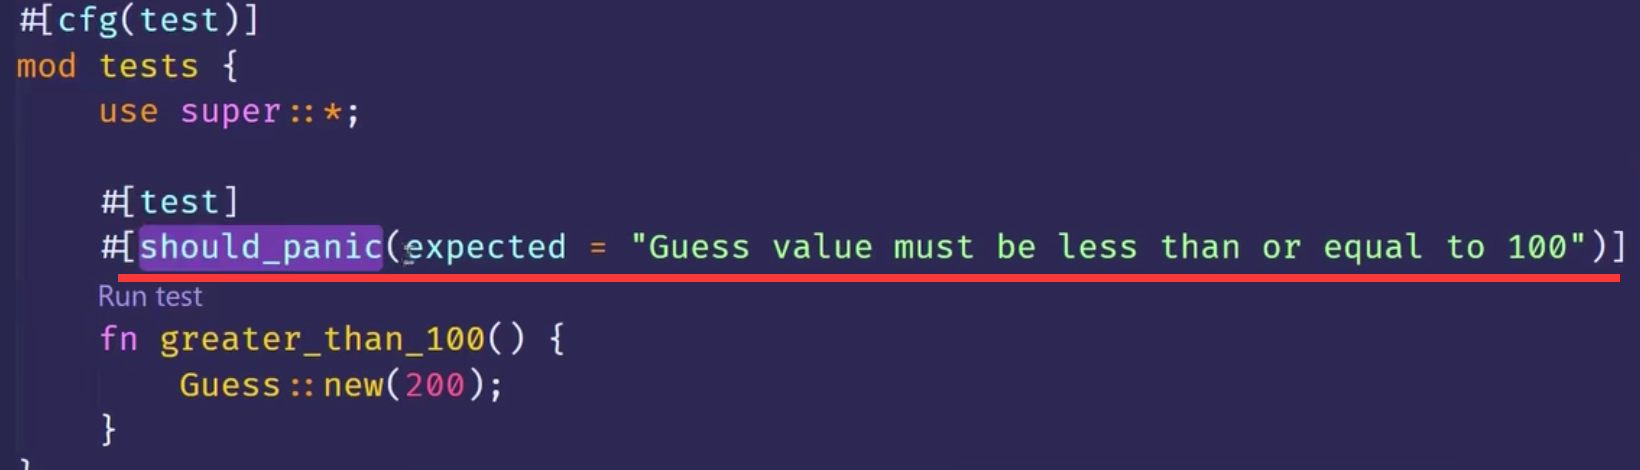 #[cfg(test)]
mod tests {
    use super::*;

    #[test]
    #[should_panic(expected = "Guess value must be less than or equal to 100")]
    Run test
    fn greater_than_100() {
        Guess::new(200);
    }
}